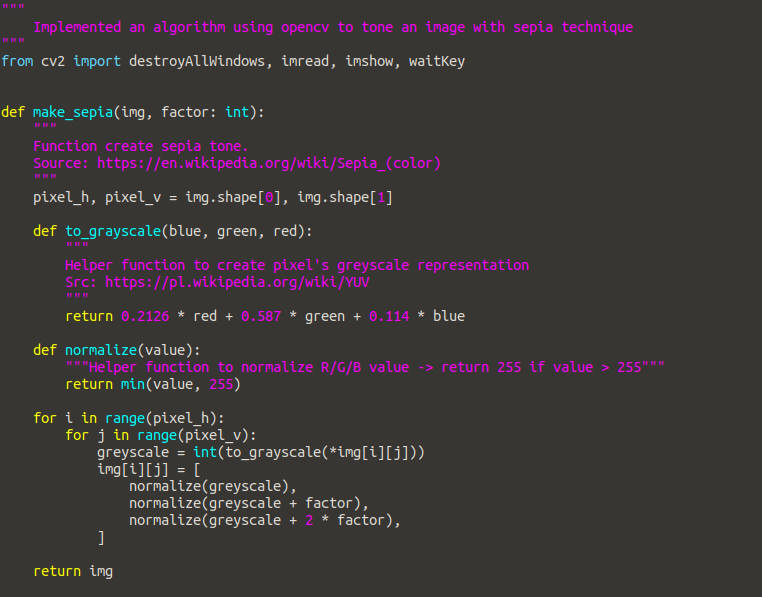 """
    Implemented an algorithm using opencv to tone an image with sepia technique
"""
from cv2 import destroyAllWindows, imread, imshow, waitKey


def make_sepia(img, factor: int):
    """
    Function create sepia tone.
    Source: https://en.wikipedia.org/wiki/Sepia_(color)
    """
    pixel_h, pixel_v = img.shape[0], img.shape[1]

    def to_grayscale(blue, green, red):
        """
        Helper function to create pixel's greyscale representation
        Src: https://pl.wikipedia.org/wiki/YUV
        """
        return 0.2126 * red + 0.587 * green + 0.114 * blue

    def normalize(value):
        """Helper function to normalize R/G/B value -> return 255 if value > 255"""
        return min(value, 255)

    for i in range(pixel_h):
        for j in range(pixel_v):
            greyscale = int(to_grayscale(*img[i][j]))
            img[i][j] = [
                normalize(greyscale),
                normalize(greyscale + factor),
                normalize(greyscale + 2 * factor),
            ]

    return img